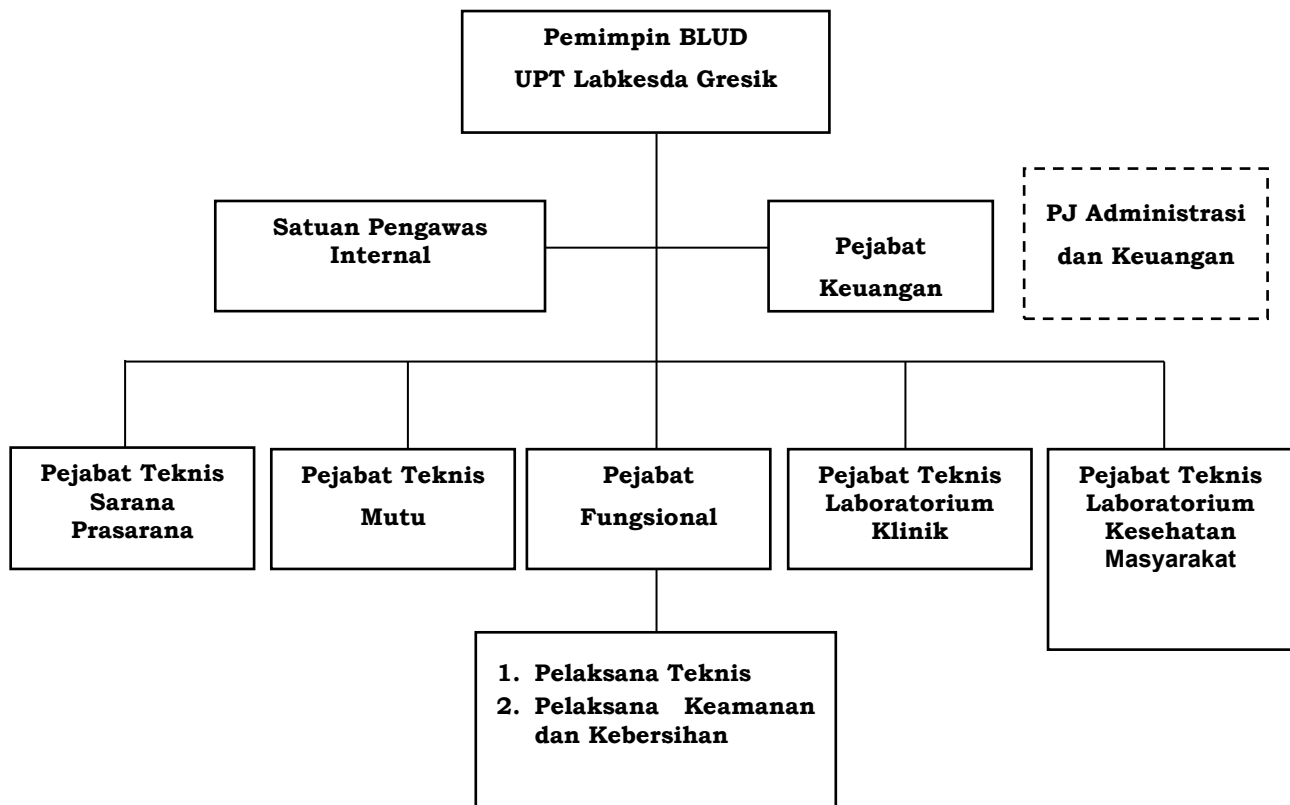 Pemimpin BLUD
UPT Labkesda Gresik
Satuan Pengawas
Internal
Pejabat
Keuangan
PJ Administrasi
dan Keuangan
Pejabat Teknis
Sarana
Prasarana
Pejabat Teknis
Mutu
Pejabat
Fungsional
Pejabat Teknis
Laboratorium
Klinik
Pejabat Teknis
Laboratorium
Kesehatan
Masyarakat
1. Pelaksana Teknis
2. Pelaksana Keamanan
dan Kebersihan